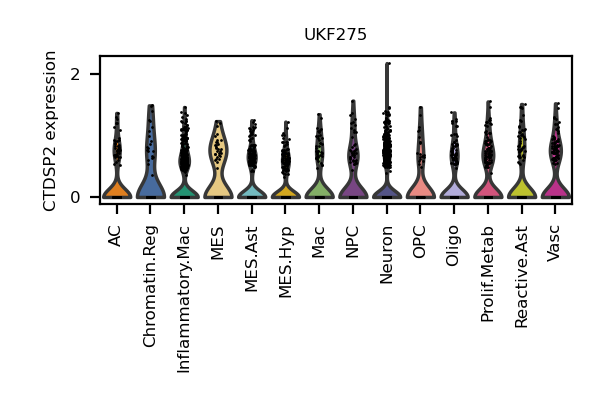 UKF275
CTDSP2 expression
2
0
AC
Chromatin.Reg
Inflammatory.Mac
MES
MES.Ast
MES.Hyp
Mac
NPC
Neuron
OPC
Oligo
Prolif.Metab
Reactive.Ast
Vasc